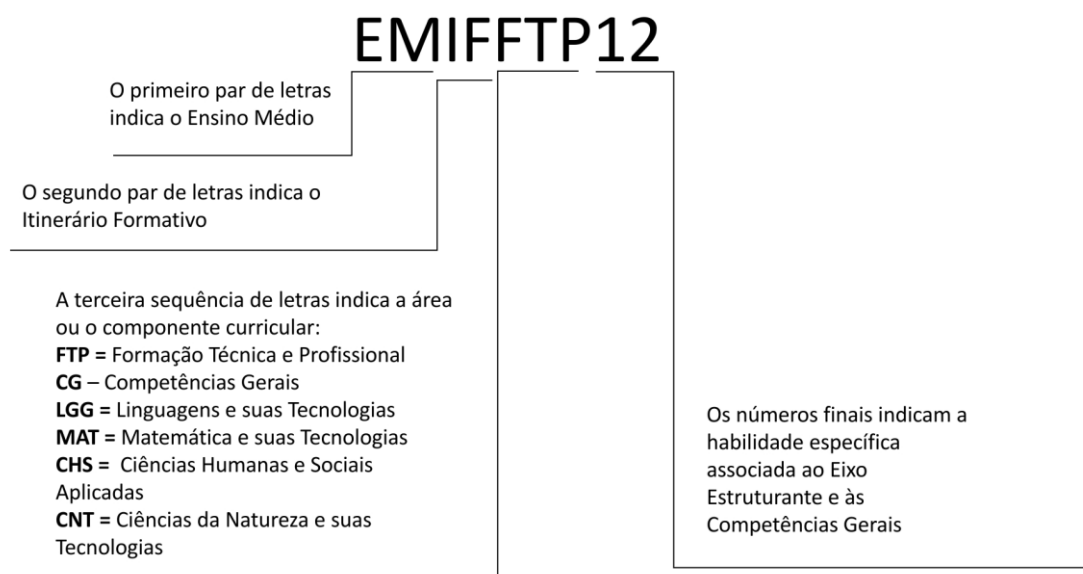 EMIFFTP12
O primeiro par de letras
indica o Ensino Médio
O segundo par de letras indica o
Itinerário Formativo
A terceira sequência de letras indica a área
ou o componente curricular:
FTP = Formação Técnica e Profissional
CG – Competências Gerais
LGG = Linguagens e suas Tecnologias
MAT = Matemática e suas Tecnologias
CHS = Ciências Humanas e Sociais
Aplicadas
CNT = Ciências da Natureza e suas
Tecnologias
Os números finais indicam a
habilidade específica
associada ao Eixo
Estruturante e às
Competências Gerais